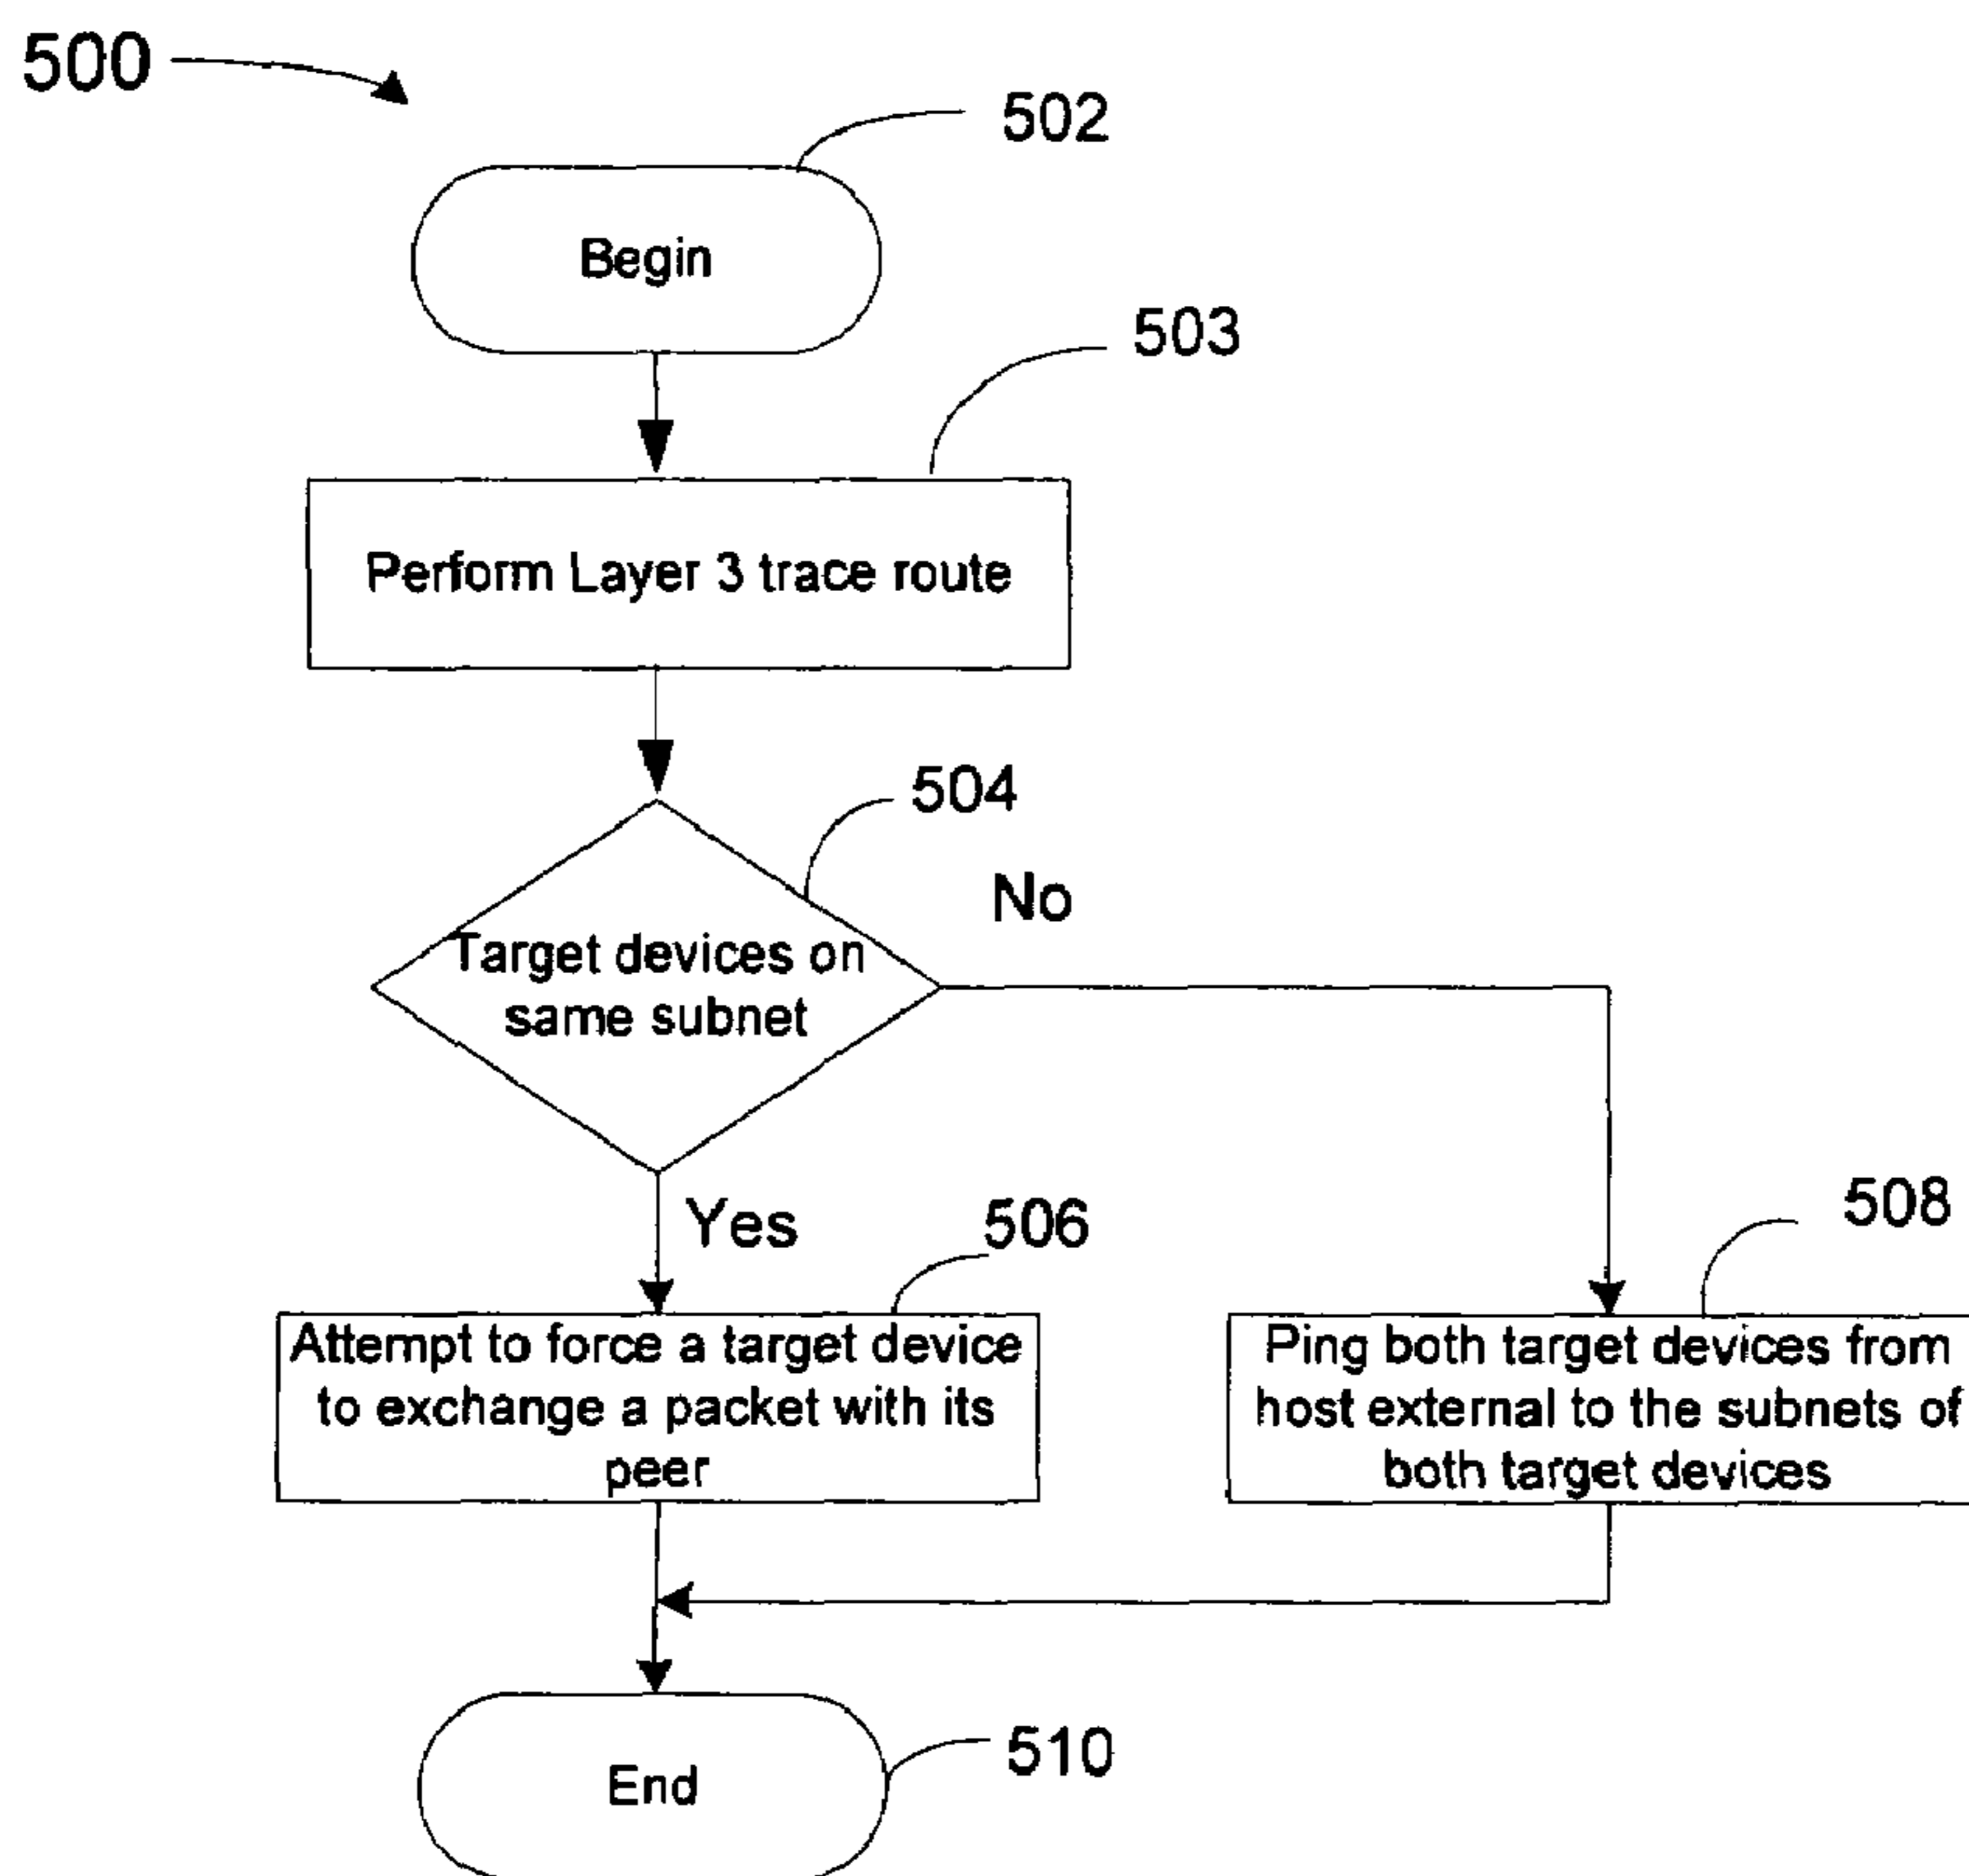 500
502
Begin
503
Perform Layer 3 trace route
504
No
Target devices on
same subnet
Yes
506
508
Attempt to force a target device
to exchange a packet with its
peer
Ping both target devices from
host external to the subnets of
both target devices
510
End